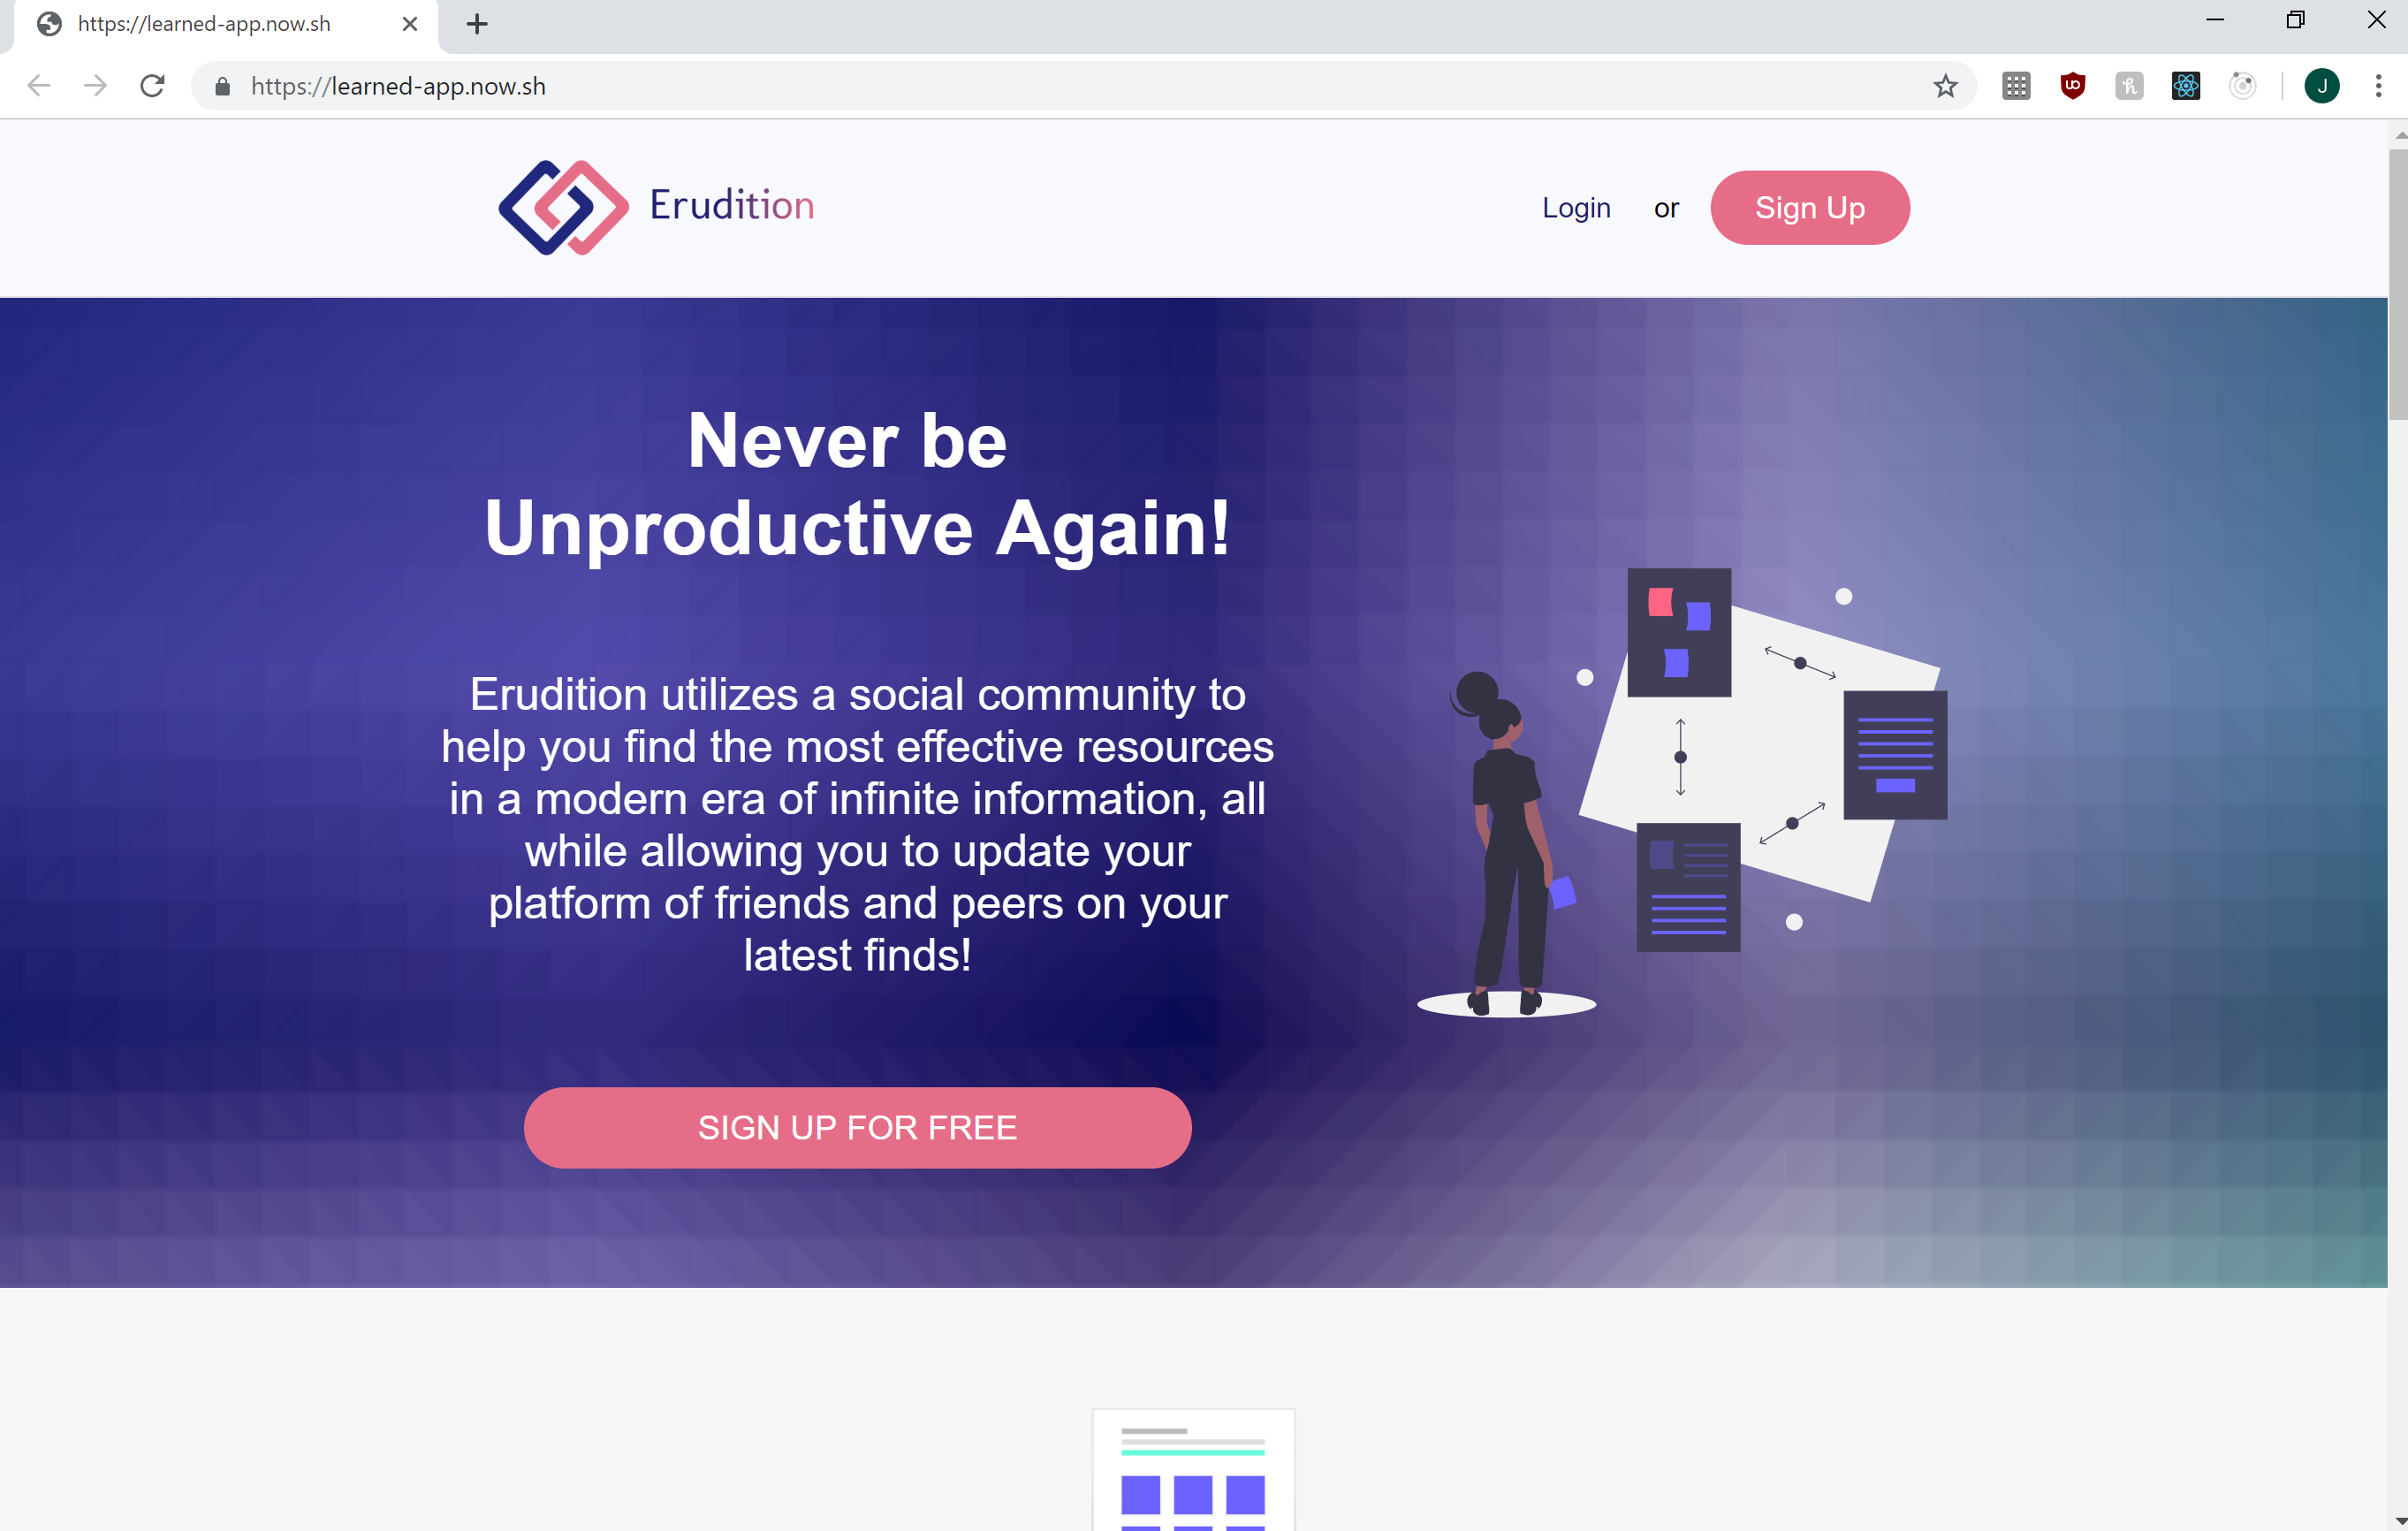 https://learned-app.now.sh
https://learned-app.now.sh
J
Erudition
Login or Sign Up
Never be
Unproductive Again!
Erudition utilizes a social community to
help you find the most effective resources
in a modern era of infinite information, all
while allowing you to update your
platform of friends and peers on your
latest finds!
SIGN UP FOR FREE